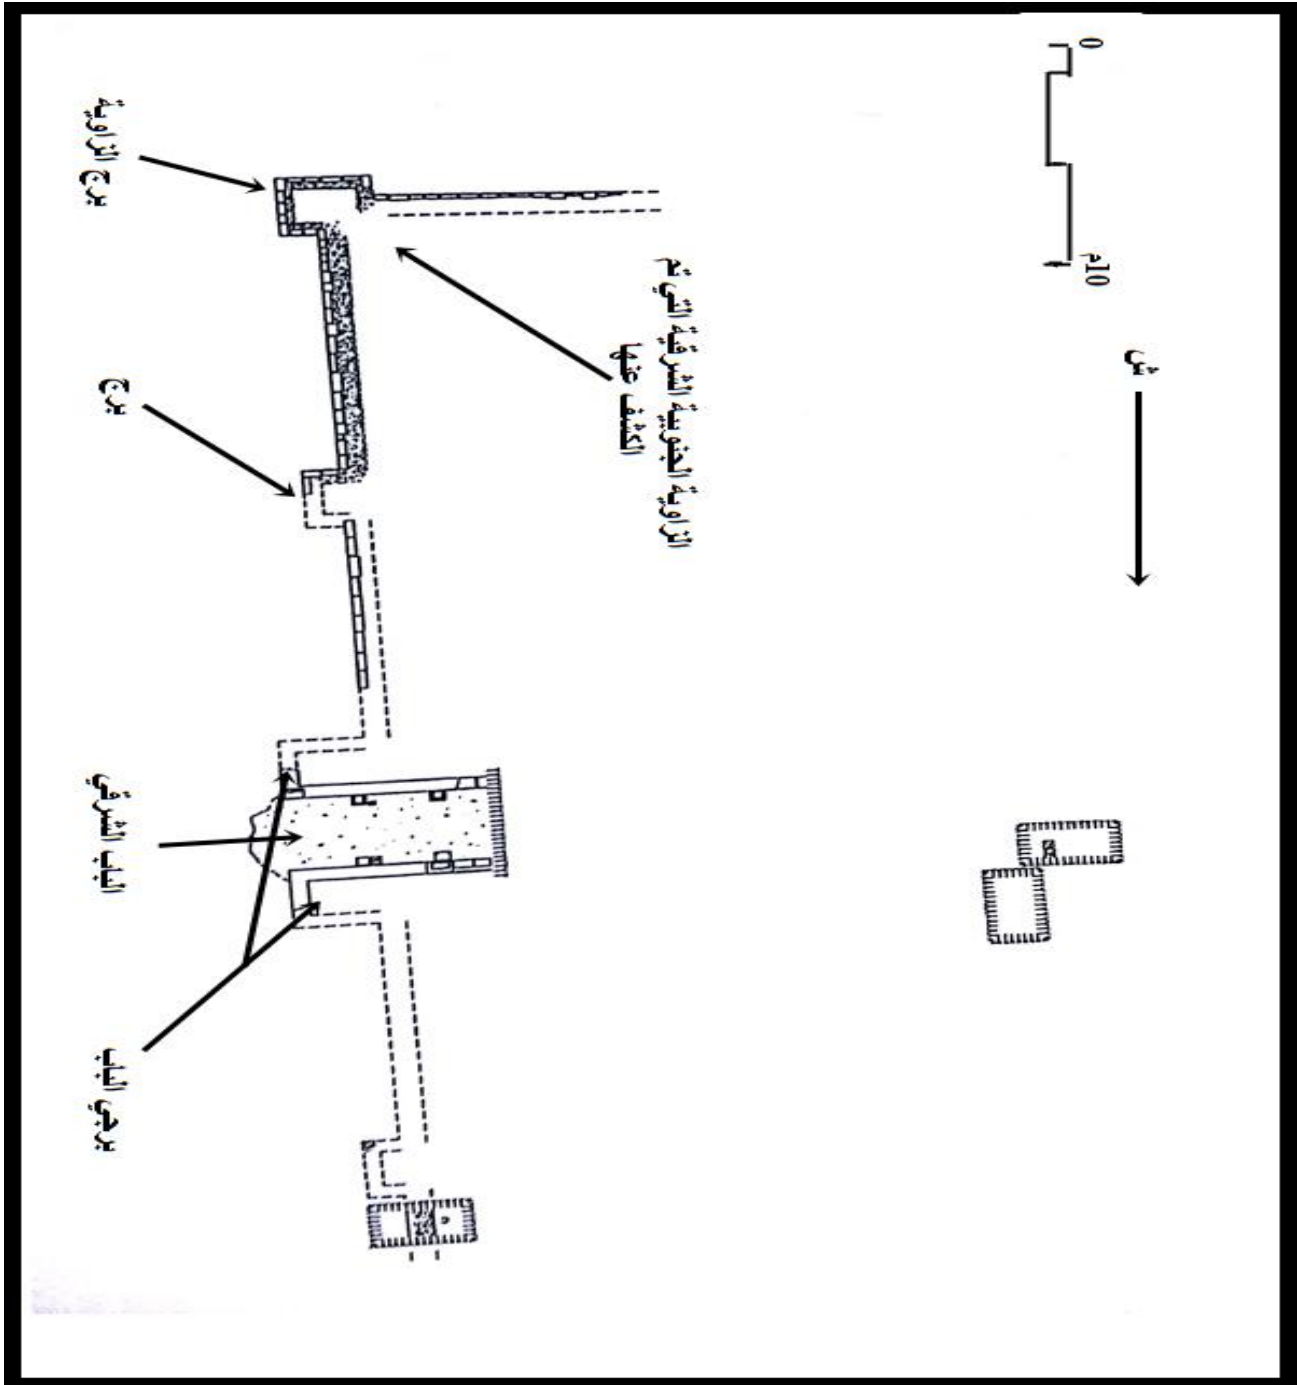 0
10م
ش
الزاوية الجنوبية الشرقية التي تم
الكشف عنها
برج الزاوية
برج
الباب الشرقي
برجي الباب